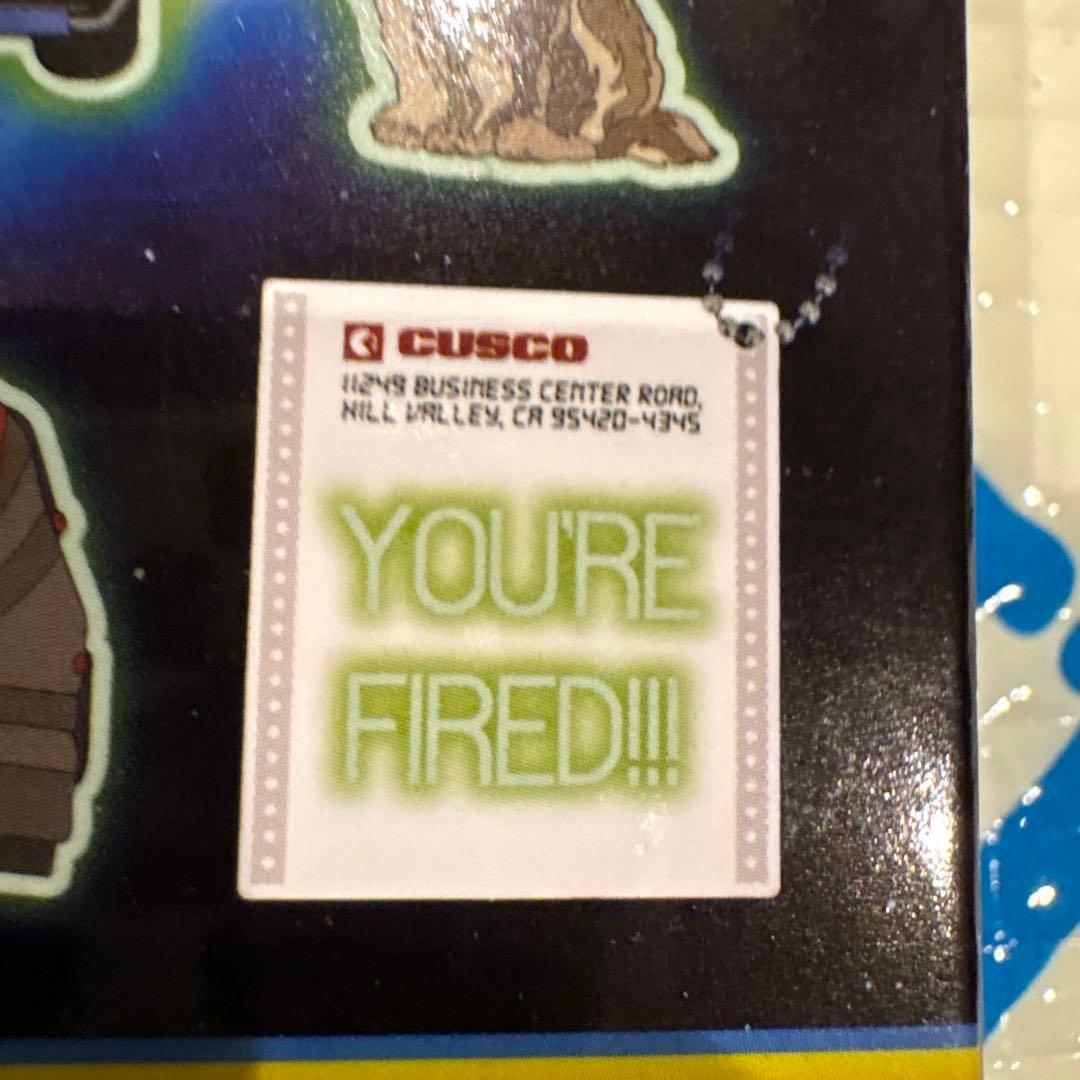 CUSCO
11249 BUSINESS CENTER ROAD,
HILL VALLEY, CA 95420-4345
YOU'RE
FIRED!!!